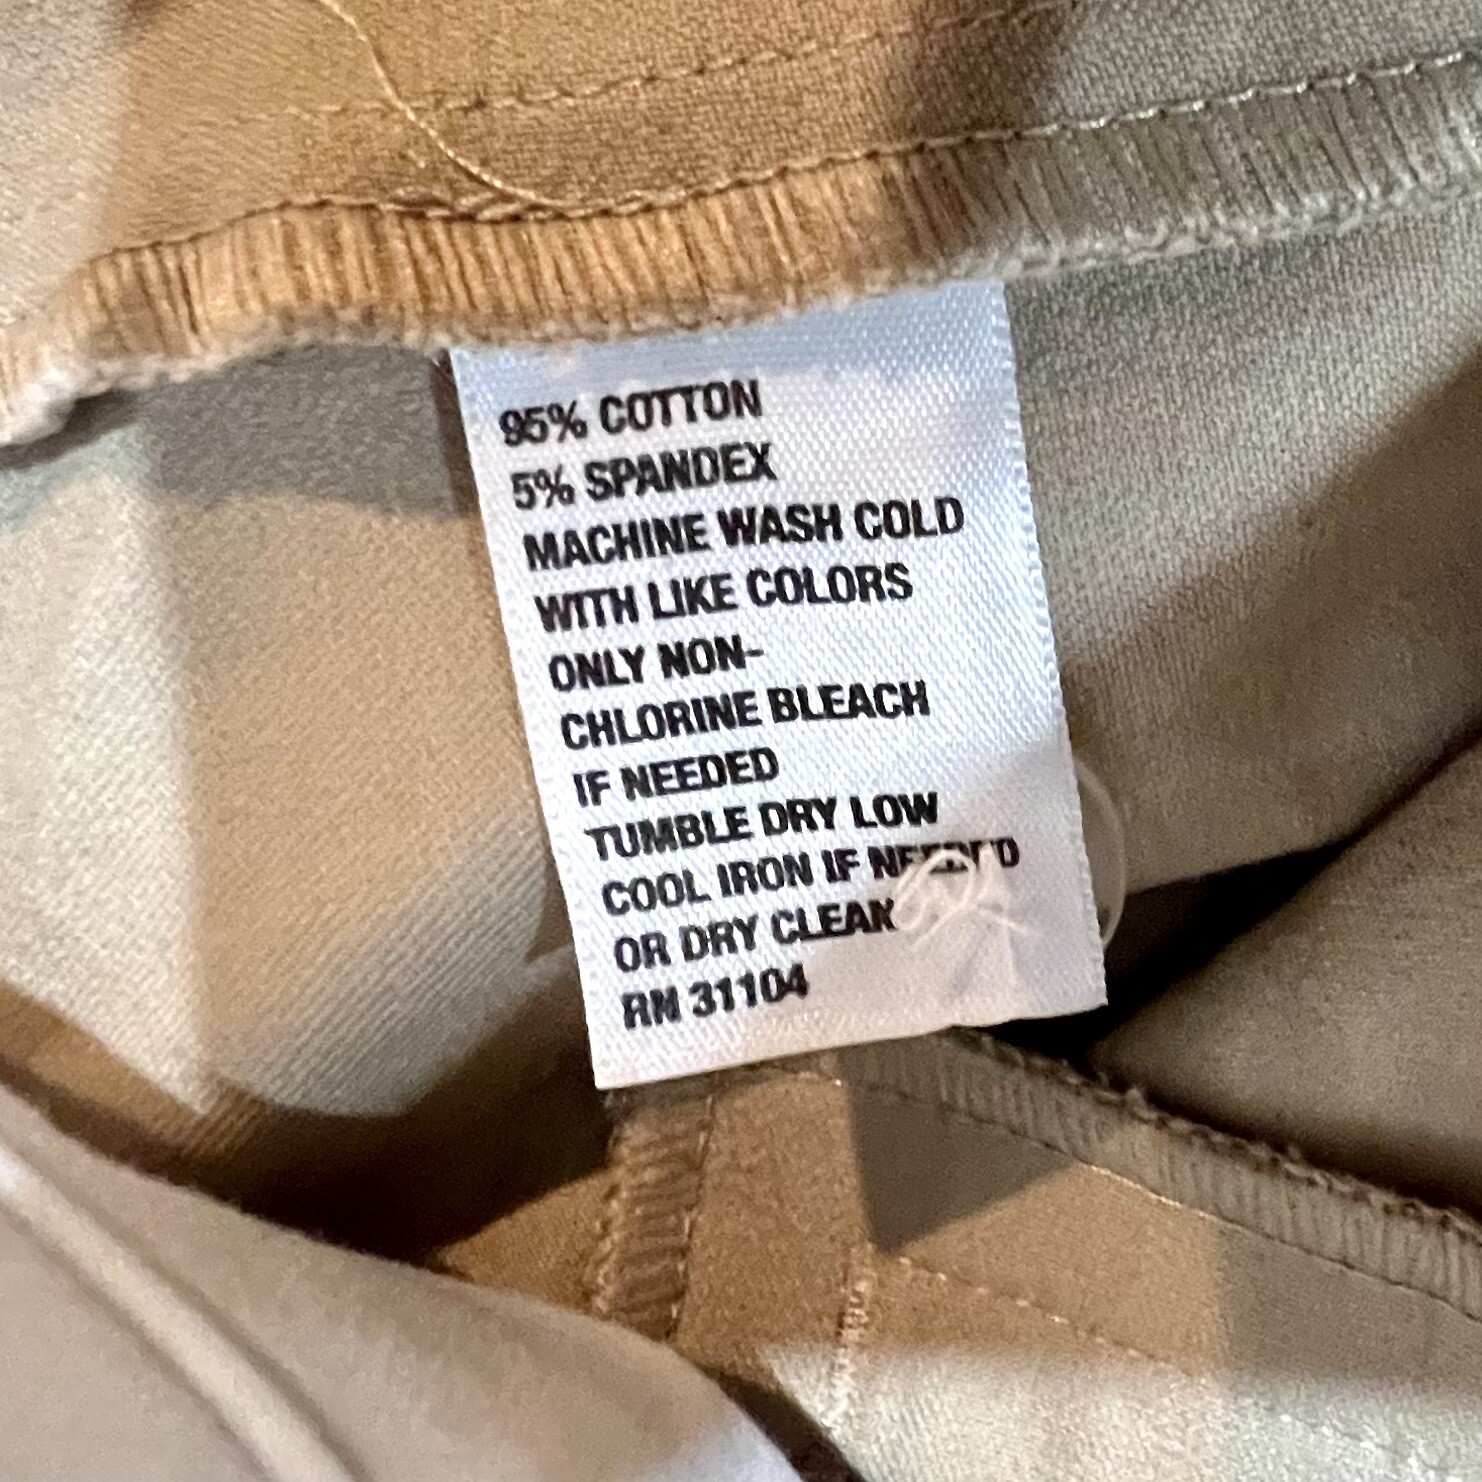 95% COTTON
5% SPANDEX
MACHINE WASH COLD
WITH LIKE COLORS
ONLY NON-
CHLORINE BLEACH
IF NEEDED
TUMBLE DRY LOW
COOL IRON IF NEEDED
OR DRY CLEAN
RN 31104